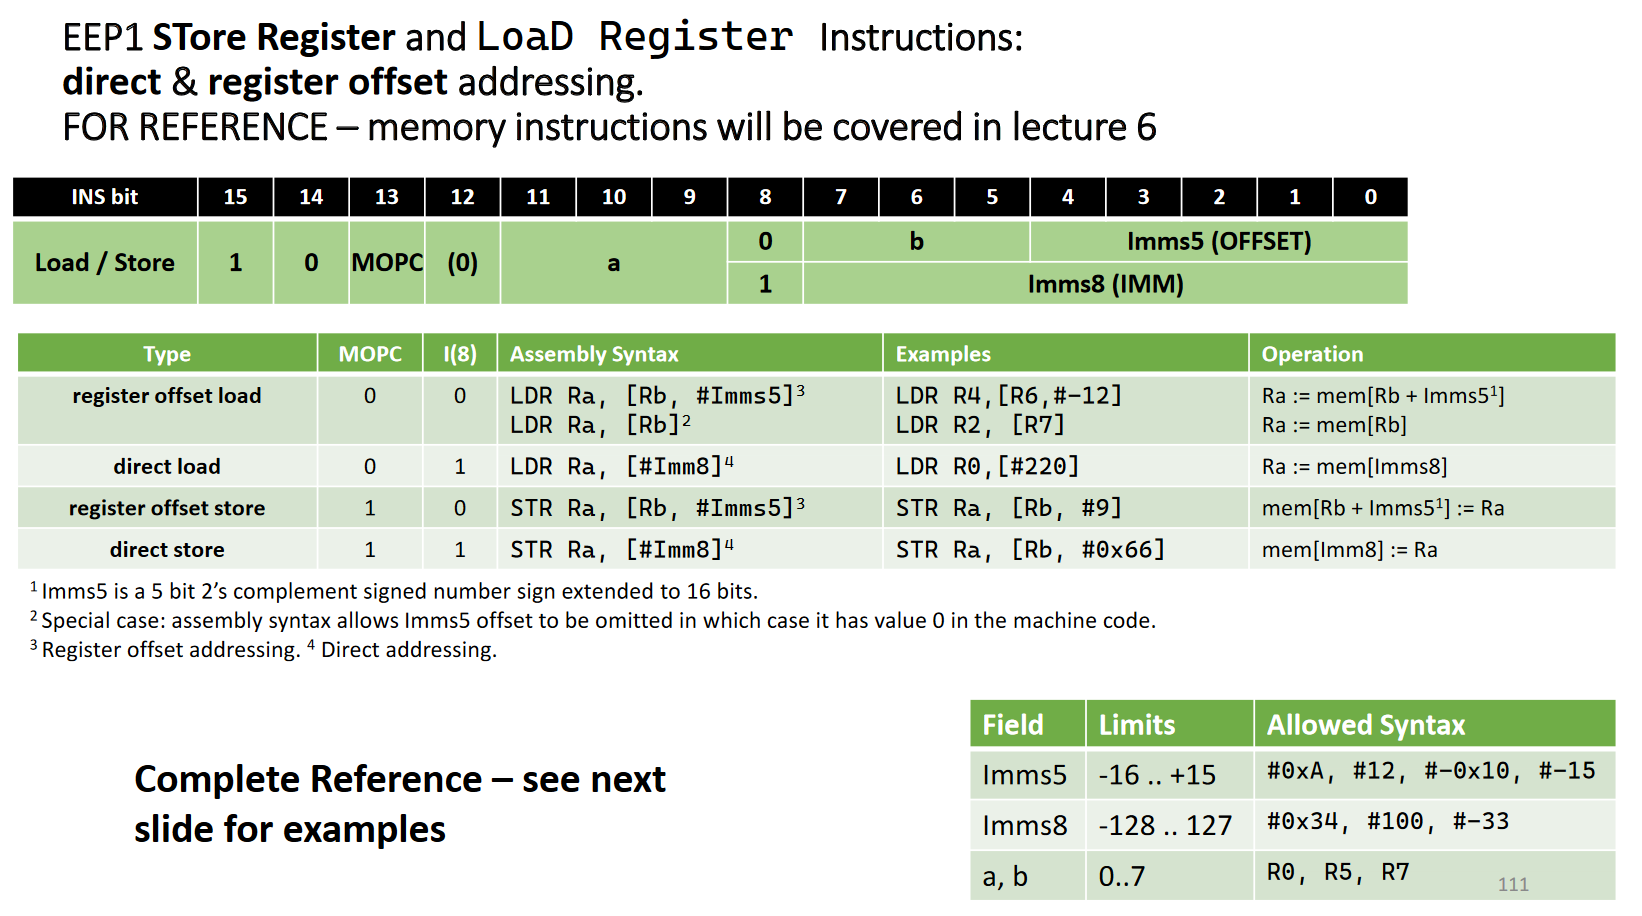 EEP1 STore Register and LoaD Register Instructions:
direct & register offset addressing.
FOR REFERENCE – memory instructions will be covered in lecture 6
INS bit 15 14 13 12 11 10 9 8 7 6 5 4 3 2 1 0
Load / Store 1 0 MOPC (0) a
0 b Imms5 (OFFSET)
1 Imms8 (IMM)
Type MOPC I(8) Assembly Syntax Examples Operation
register offset load 0 0 LDR Ra, [Rb, #Imms5]³ LDR R4,[R6,#-12] Ra := mem[Rb + Imms5¹]
LDR Ra, [Rb]² LDR R2, [R7] Ra := mem[Rb]
direct load 0 1 LDR Ra, [#Imm8]⁴ LDR R0,[#220] Ra := mem[Imms8]
register offset store 1 0 STR Ra, [Rb, #Imms5]³ STR Ra, [Rb, #9] mem[Rb + Imms5¹] := Ra
direct store 1 1 STR Ra, [#Imm8]⁴ STR Ra, [Rb, #0x66] mem[Imm8] := Ra
¹ Imms5 is a 5 bit 2’s complement signed number sign extended to 16 bits.
² Special case: assembly syntax allows Imms5 offset to be omitted in which case it has value 0 in the machine code.
³ Register offset addressing. ⁴ Direct addressing.
Complete Reference – see next
slide for examples
Field Limits Allowed Syntax
Imms5 -16 .. +15 #0xA, #12, #-0x10, #-15
Imms8 -128 .. 127 #0x34, #100, #-33
a, b 0..7 R0, R5, R7
111